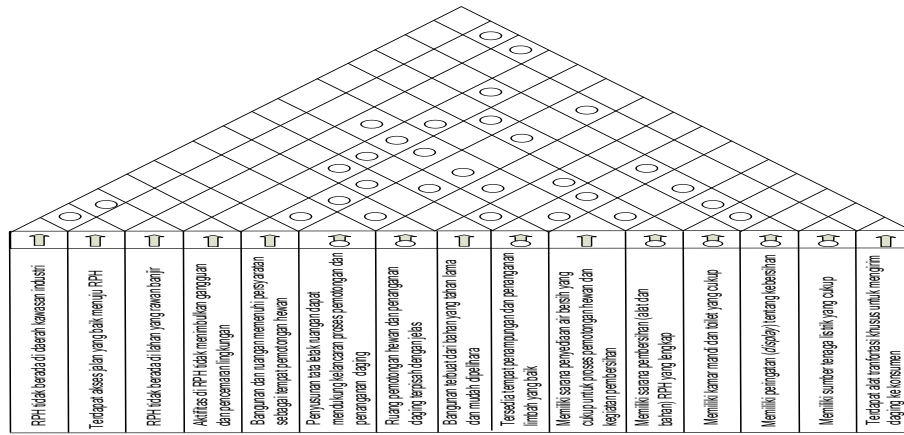 RPH tidak berada di daerah kawasan industri
Terdapat akses jalan yang baik menuju RPH
RPH tidak berada di lahan yang rawan banjir
Aktifitas di RPH tidak menimbulkan gangguan
dan pencemaran lingkungan
Bangunan dan ruangan memenuhi persyaratan
sebagai tempat pemotongan hewan
Penyusunan tata letak ruangan dapat
mendukung kelancaran proses pemotongan dan
penanganan daging
Ruang pemotongan hewan dan penanganan
daging terpisah dengan jelas
Bangunan terbuat dari bahan yang tahan lama
dan mudah dipelihara
Tersedia tempat penampungan dan penanganan
limbah yang baik
Memiliki sarana penyediaan air bersih yang
cukup untuk proses pemotongan hewan dan
kegiatan pembersihan
Memiliki sarana pembersihan (alat dan
bahan) RPH yang lengkap
Memiliki kamar mandi dan toilet yang cukup
Memiliki peringatan (display) tentang kebersihan
Memiliki sumber tenaga listrik yang cukup
Terdapat alat tranfortasi khusus untuk mengirim
daging ke konsumen